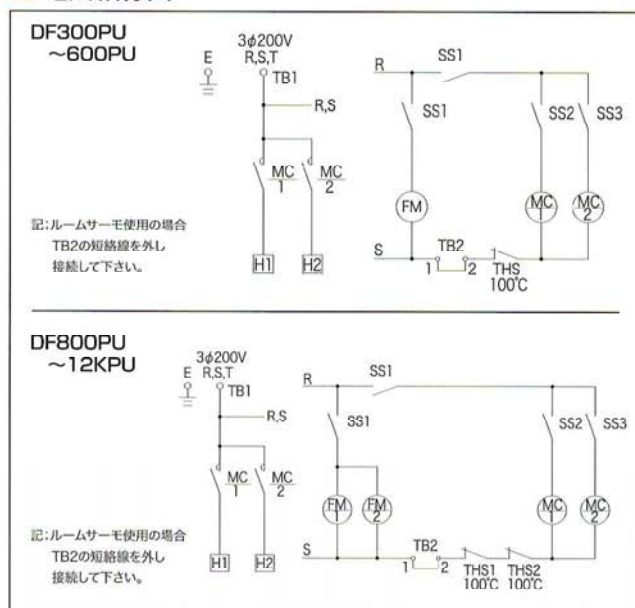 DF300PU
～600PU
E
3φ200V
R,S,T
TB1
R,S
MC
1
MC
2
H1
H2
記:ルームサーモ使用の場合
TB2の短絡線を外し
接続して下さい。
R
SS1
SS1
SS2
SS3
FM
MC
1
MC
2
S
TB2
1
2
THS
100℃
DF800PU
～12KPU
E
3φ200V
R,S,T
TB1
R,S
MC
1
MC
2
H1
H2
記:ルームサーモ使用の場合
TB2の短絡線を外し
接続して下さい。
R
SS1
SS1
SS2
SS3
FM
1
FM
2
MC
1
MC
2
S
TB2
1
2
THS1
100℃
THS2
100℃